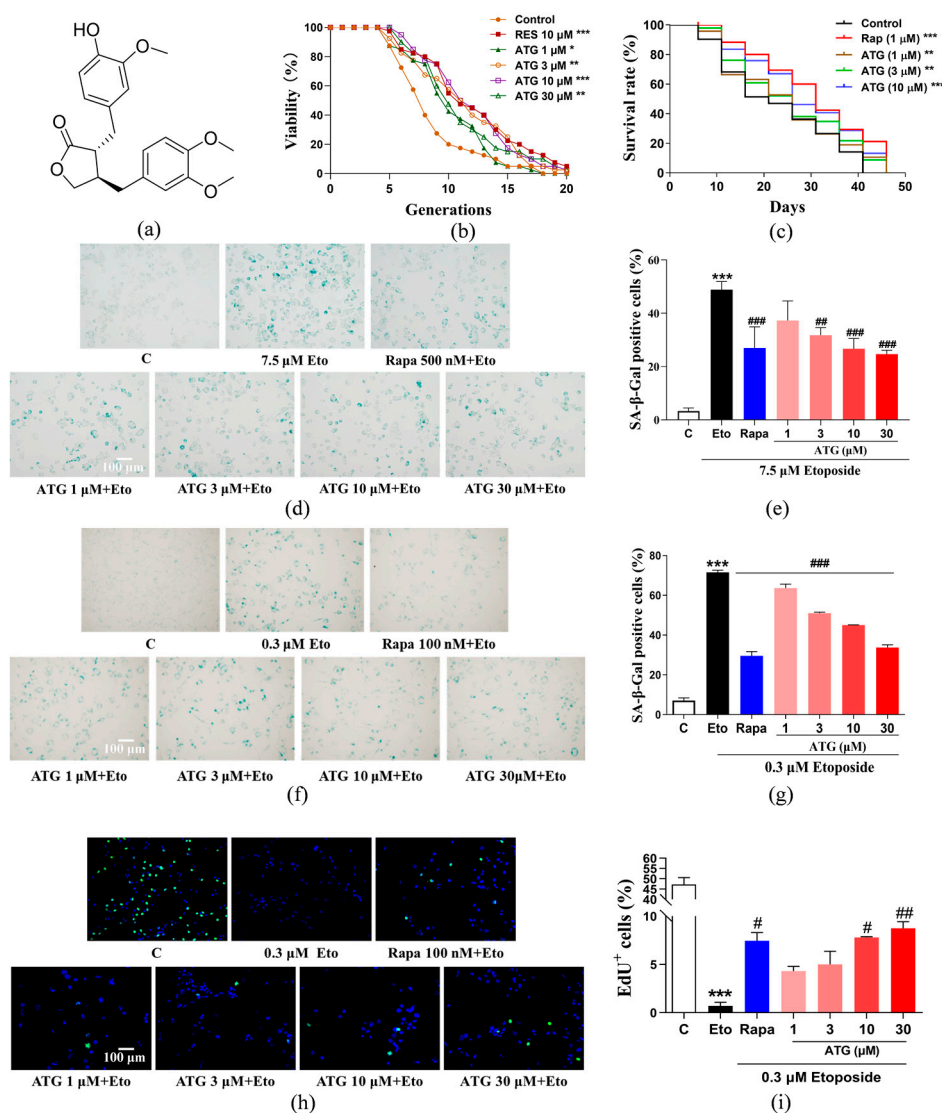 HO
O
O
O
O
O
(a)
Viability (%)
100
80
60
40
20
0
0 5 10 15 20
Generations
Control
RES 10 μM ***
ATG 1 μM *
ATG 3 μM **
ATG 10 μM ***
ATG 30 μM **
(b)
Survival rate (%)
100
80
60
40
20
0
0 10 20 30 40 50
Days
Control
Rap (1 μM) ***
ATG (1 μM) **
ATG (3 μM) **
ATG (10 μM) ***
(c)
C
7.5 μM Eto
Rapa 500 nM+Eto
100 μm
ATG 1 μM+Eto
ATG 3 μM+Eto
ATG 10 μM+Eto
ATG 30 μM+Eto
(d)
SA-β-Gal positive cells (%)
60
40
20
0
***
###
##
###
###
C Eto Rapa 1 3 10 30
ATG (μM)
7.5 μM Etoposide
(e)
C
0.3 μM Eto
Rapa 100 nM+Eto
100 μm
ATG 1 μM+Eto
ATG 3 μM+Eto
ATG 10 μM+Eto
ATG 30μM+Eto
(f)
SA-β-Gal positive cells (%)
80
60
40
20
0
***
###
C Eto Rapa 1 3 10 30
ATG (μM)
0.3 μM Etoposide
(g)
C
0.3 μM Eto
Rapa 100 nM+Eto
100 μm
ATG 1 μM+Eto
ATG 3 μM+Eto
ATG 10 μM+Eto
ATG 30 μM+Eto
(h)
EdU+ cells (%)
60
55
50
45
40
10
5
0
***
#
#
##
C Eto Rapa 1 3 10 30
ATG (μM)
0.3 μM Etoposide
(i)